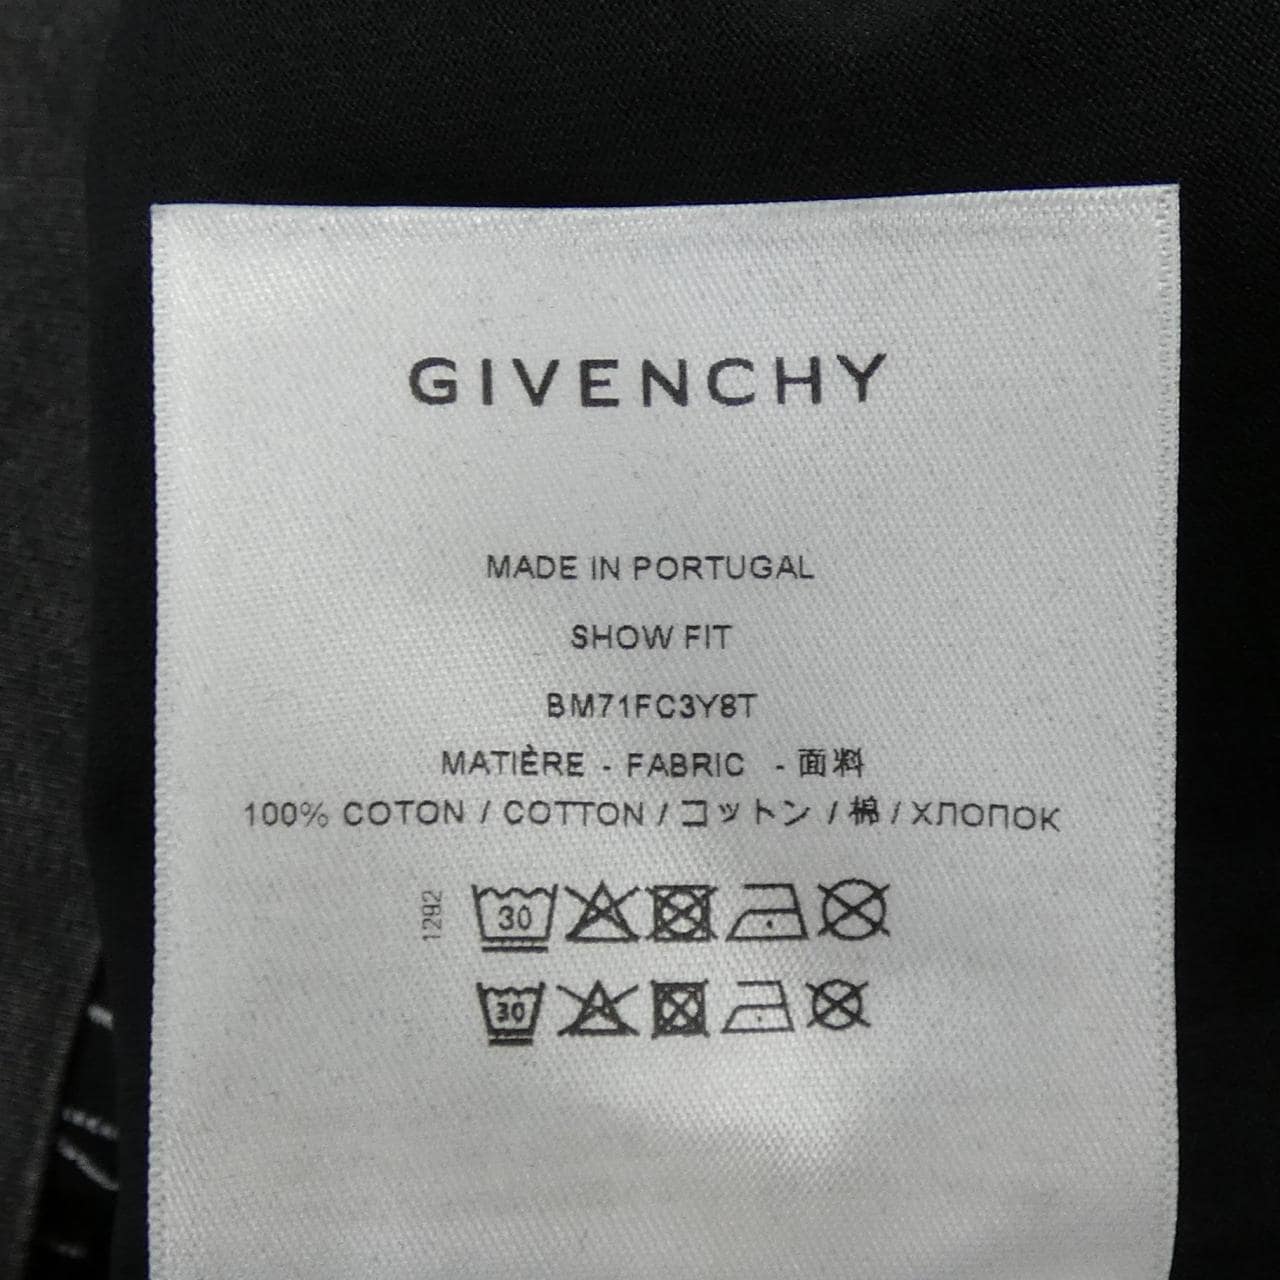 GIVENCHY
MADE IN PORTUGAL
SHOW FIT
BM71FC3Y8T
MATIÈRE - FABRIC - 面料
100% COTON / COTTON / コットン / 棉 / ХЛОПОК
1292
30
30